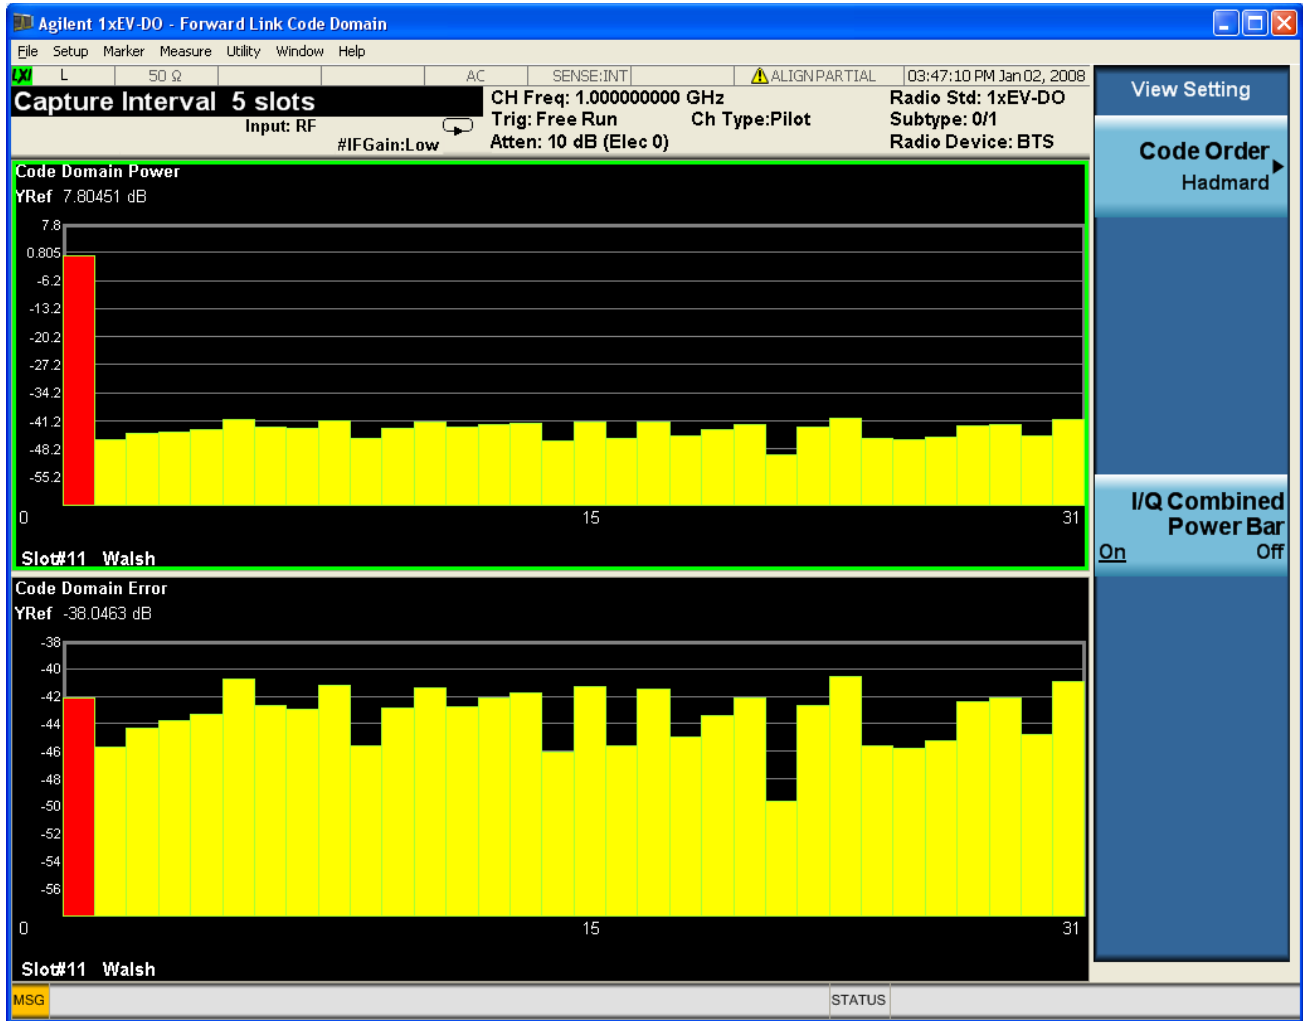 Agilent 1xEV-DO - Forward Link Code Domain
File Setup Marker Measure Utility Window Help
LXI L 50 Ω AC SENSE:INT ALIGN PARTIAL 03:47:10 PM Jan 02, 2008
Capture Interval 5 slots
Input: RF
#IFGain:Low
CH Freq: 1.000000000 GHz
Trig: Free Run Ch Type:Pilot
Atten: 10 dB (Elec 0)
Radio Std: 1xEV-DO
Subtype: 0/1
Radio Device: BTS
Code Domain Power
YRef 7.80451 dB
7.8
0.805
-6.2
-13.2
-20.2
-27.2
-34.2
-41.2
-48.2
-55.2
0 15 31
Slot#11 Walsh
Code Domain Error
YRef -38.0463 dB
-38
-40
-42
-44
-46
-48
-50
-52
-54
-56
0 15 31
Slot#11 Walsh
MSG STATUS
View Setting
Code Order
Hadmard
I/Q Combined
Power Bar
On Off